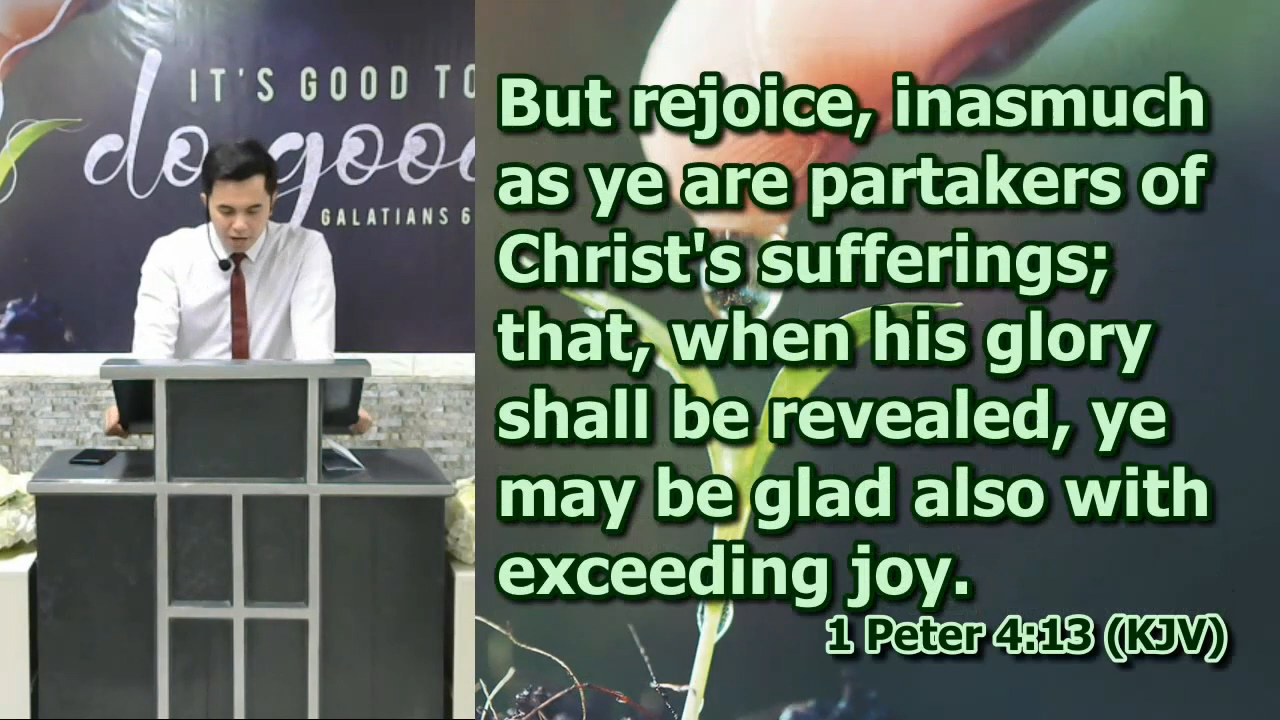 IT'S GOOD TO
do good
GALATIANS 6
But rejoice, inasmuch
as ye are partakers of
Christ's sufferings;
that, when his glory
shall be revealed, ye
may be glad also with
exceeding joy.
1 Peter 4:13 (KJV)